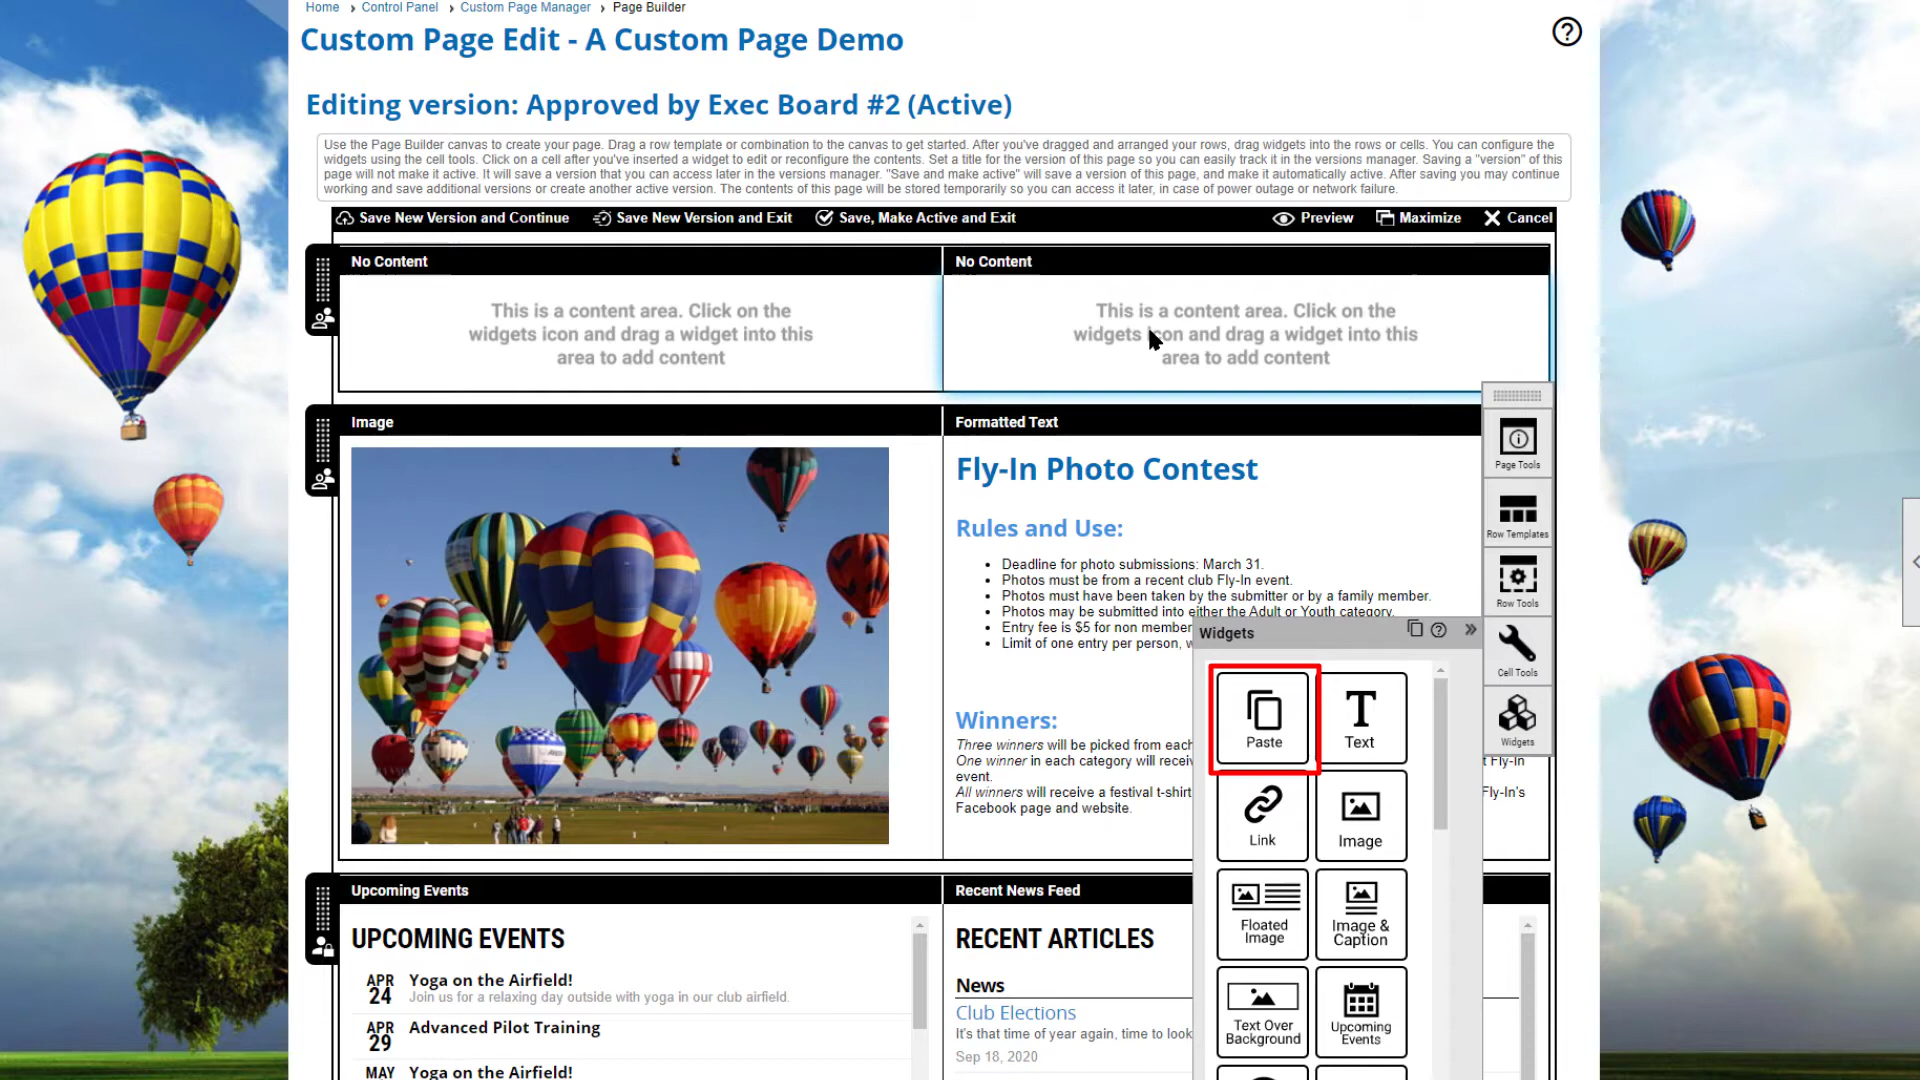 Home › Control Panel › Custom Page Manager › Page Builder
Custom Page Edit - A Custom Page Demo
Editing version: Approved by Exec Board #2 (Active)
Use the Page Builder canvas to create your page. Drag a row template or combination to the canvas to get started. After you've dragged and arranged your rows, drag widgets into the rows or cells. You can configure the
widgets using the cell tools. Click on a cell after you've inserted a widget to edit or reconfigure the contents. Set a title for the version of this page so you can easily track it in the versions manager. Saving a "version" of this
page will not make it active. It will save a version that you can access later in the versions manager. "Save and make active" will save a version of this page, and make it automatically active. After saving you may continue
working and save additional versions or create another active version. The contents of this page will be stored temporarily so you can access it later, in case of power outage or network failure.
Save New Version and Continue Save New Version and Exit Save, Make Active and Exit Preview Maximize Cancel
No Content
This is a content area. Click on the
widgets icon and drag a widget into this
area to add content
No Content
This is a content area. Click on the
widgets icon and drag a widget into this
area to add content
Image
Formatted Text
Fly-In Photo Contest
Rules and Use:
• Deadline for photo submissions: March 31.
• Photos must be from a recent club Fly-In event.
• Photos must have been taken by the submitter or by a family member.
• Photos may be submitted into either the Adult or Youth category.
• Entry fee is $5 for non member
• Limit of one entry per person, w
Winners:
Three winners will be picked from each
One winner in each category will receiv t Fly-In
event.
All winners will receive a festival t-shirt Fly-In's
Facebook page and website.
Page Tools
Row Templates
Row Tools
Cell Tools
Widgets
Widgets
Paste
Text
Link
Image
Floated
Image
Image &
Caption
Text Over
Background
Upcoming
Events
Upcoming Events
UPCOMING EVENTS
APR
24
Yoga on the Airfield!
Join us for a relaxing day outside with yoga in our club airfield.
APR
29
Advanced Pilot Training
MAY
Yoga on the Airfield!
Recent News Feed
RECENT ARTICLES
News
Club Elections
It's that time of year again, time to look
Sep 18, 2020